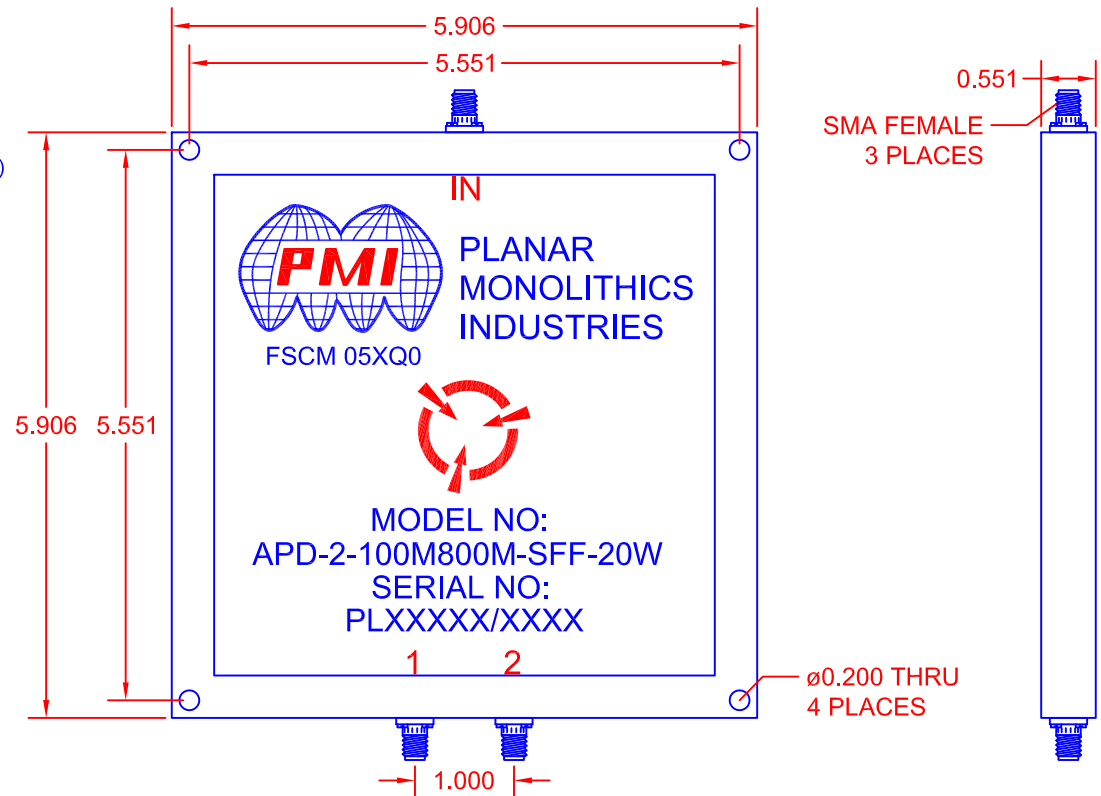 5.906
5.551
0.551
SMA FEMALE
3 PLACES
)
IN
PMI
PLANAR
MONOLITHICS
INDUSTRIES
FSCM 05XQ0
5.906
5.551
MODEL NO:
APD-2-100M800M-SFF-20W
SERIAL NO:
PLXXXXX/XXXX
1
2
ø0.200 THRU
4 PLACES
1.000